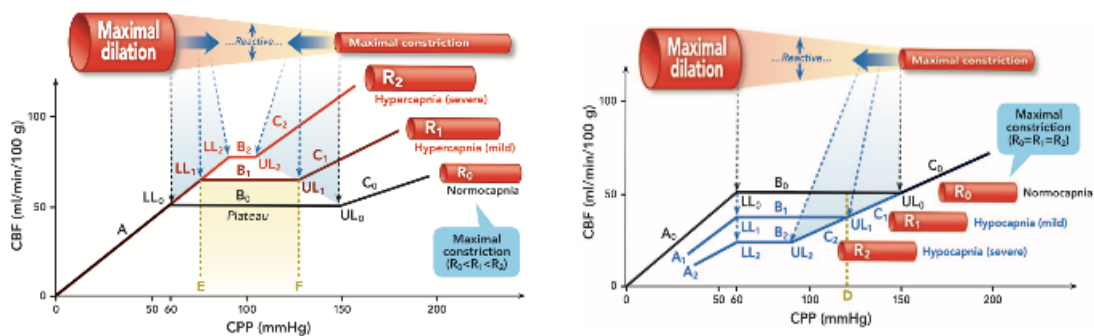 Maximal
dilation
...Reactive...
Maximal constriction
R2
Hypercapnia (severe)
R1
Hypercapnia (mild)
R0
Normocapnia
Maximal
constriction
(R0<R1<R2)
CBF (ml/min/100 g)
100
50
0
A
LL0
LL1
LL2
B2
B1
B0
Plateau
UL2
UL1
UL0
C2
C1
C0
E
F
0
50
60
100
150
200
CPP (mmHg)
Maximal
dilation
...Reactive...
Maximal constriction
Maximal
constriction
(R0=R1=R2)
R0
Normocapnia
R1
Hypocapnia (mild)
R2
Hypocapnia (severe)
CBF (ml/min/100 g)
100
50
0
A0
A1
A2
LL0
LL1
LL2
B0
B1
B2
UL0
UL1
UL2
C0
C1
C2
D
0
50
60
100
150
200
CPP (mmHg)